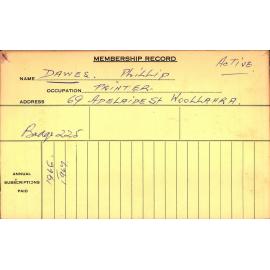 MEMBERSHIP RECORD
Active.
NAME DAWES. Phillip
OCCUPATION PRINTER.
ADDRESS 69 ADELAIDE ST WOOLLAHRA.
Badge 225
ANNUAL SUBSCRIPTIONS PAID 1966 1967